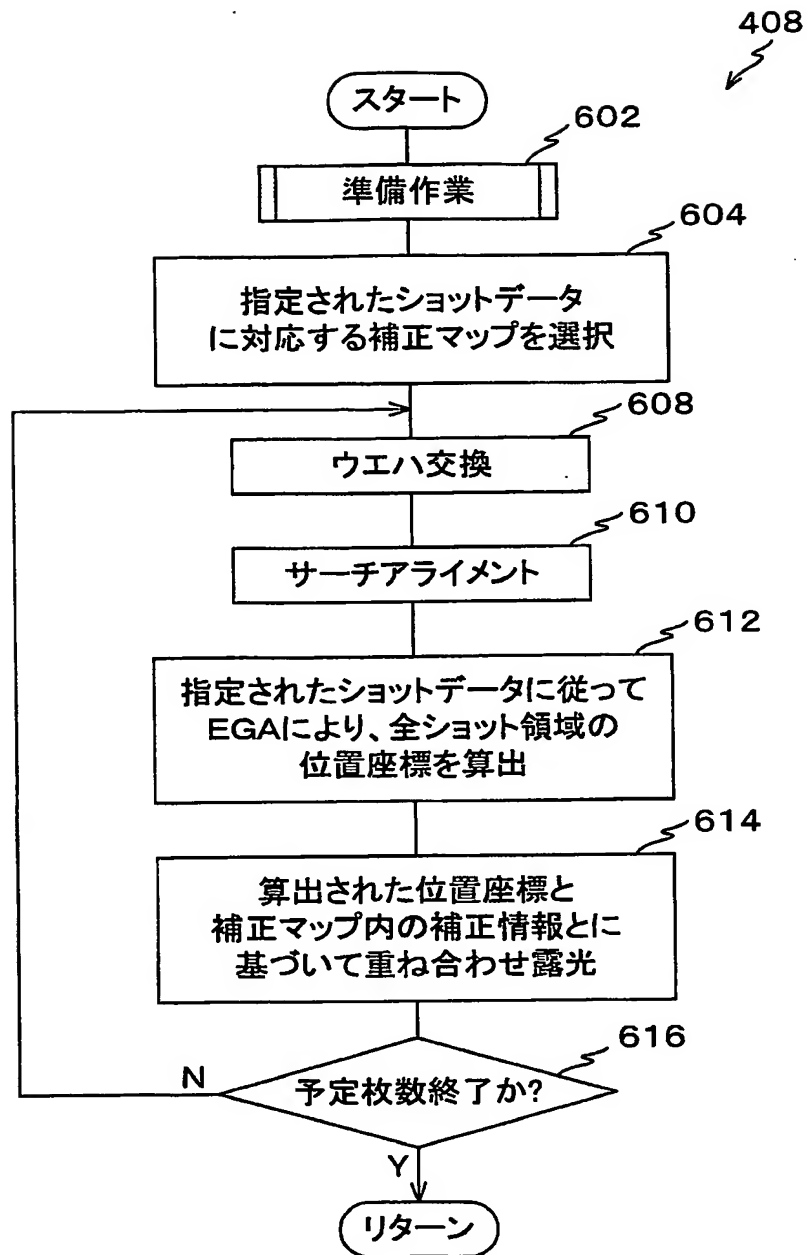 408
スタート
602
準備作業
604
指定されたショットデータ
に対応する補正マップを選択
608
ウエハ交換
610
サーチアライメント
612
指定されたショットデータに従って
EGAにより、全ショット領域の
位置座標を算出
614
算出された位置座標と
補正マップ内の補正情報とに
基づいて重ね合わせ露光
616
N
予定枚数終了か?
Y
リターン